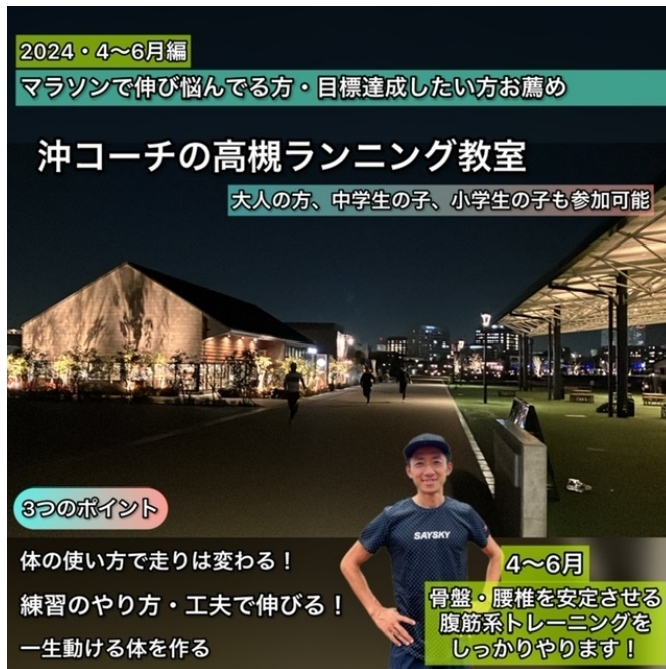 2024・4〜6月編
マラソンで伸び悩んでる方・目標達成したい方お薦め
沖コーチの高槻ランニング教室
大人の方、中学生の子、小学生の子も参加可能
3つのポイント
体の使い方で走りは変わる！
練習のやり方・工夫で伸びる！
一生動ける体を作る
SAYSKY
4〜6月
骨盤・腰椎を安定させる
腹筋系トレーニングを
しっかりやります！